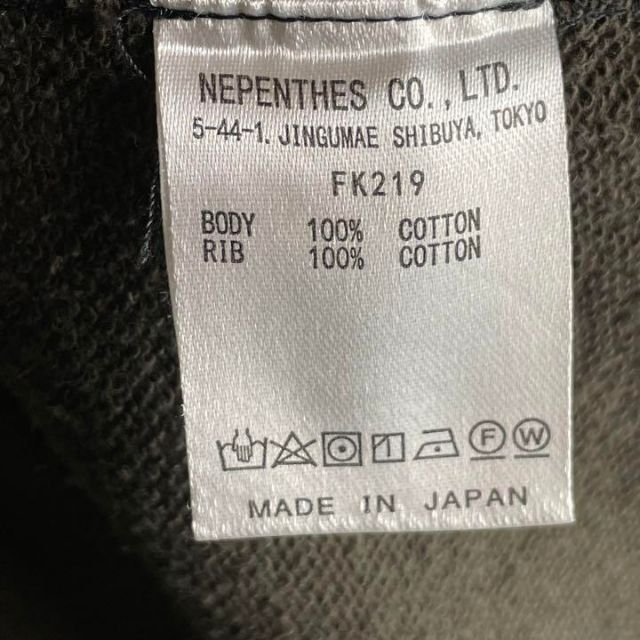 NEPENTHES CO., LTD.
5-44-1. JINGUMAE SHIBUYA, TOKYO
FK219
BODY 100% COTTON
RIB 100% COTTON
F W
MADE IN JAPAN